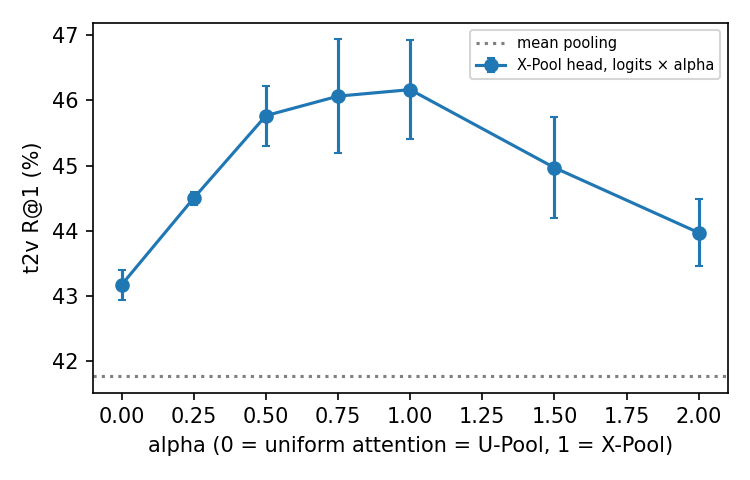 47
46
45
44
43
42
t2v R@1 (%)
mean pooling
X-Pool head, logits × alpha
0.00 0.25 0.50 0.75 1.00 1.25 1.50 1.75 2.00
alpha (0 = uniform attention = U-Pool, 1 = X-Pool)